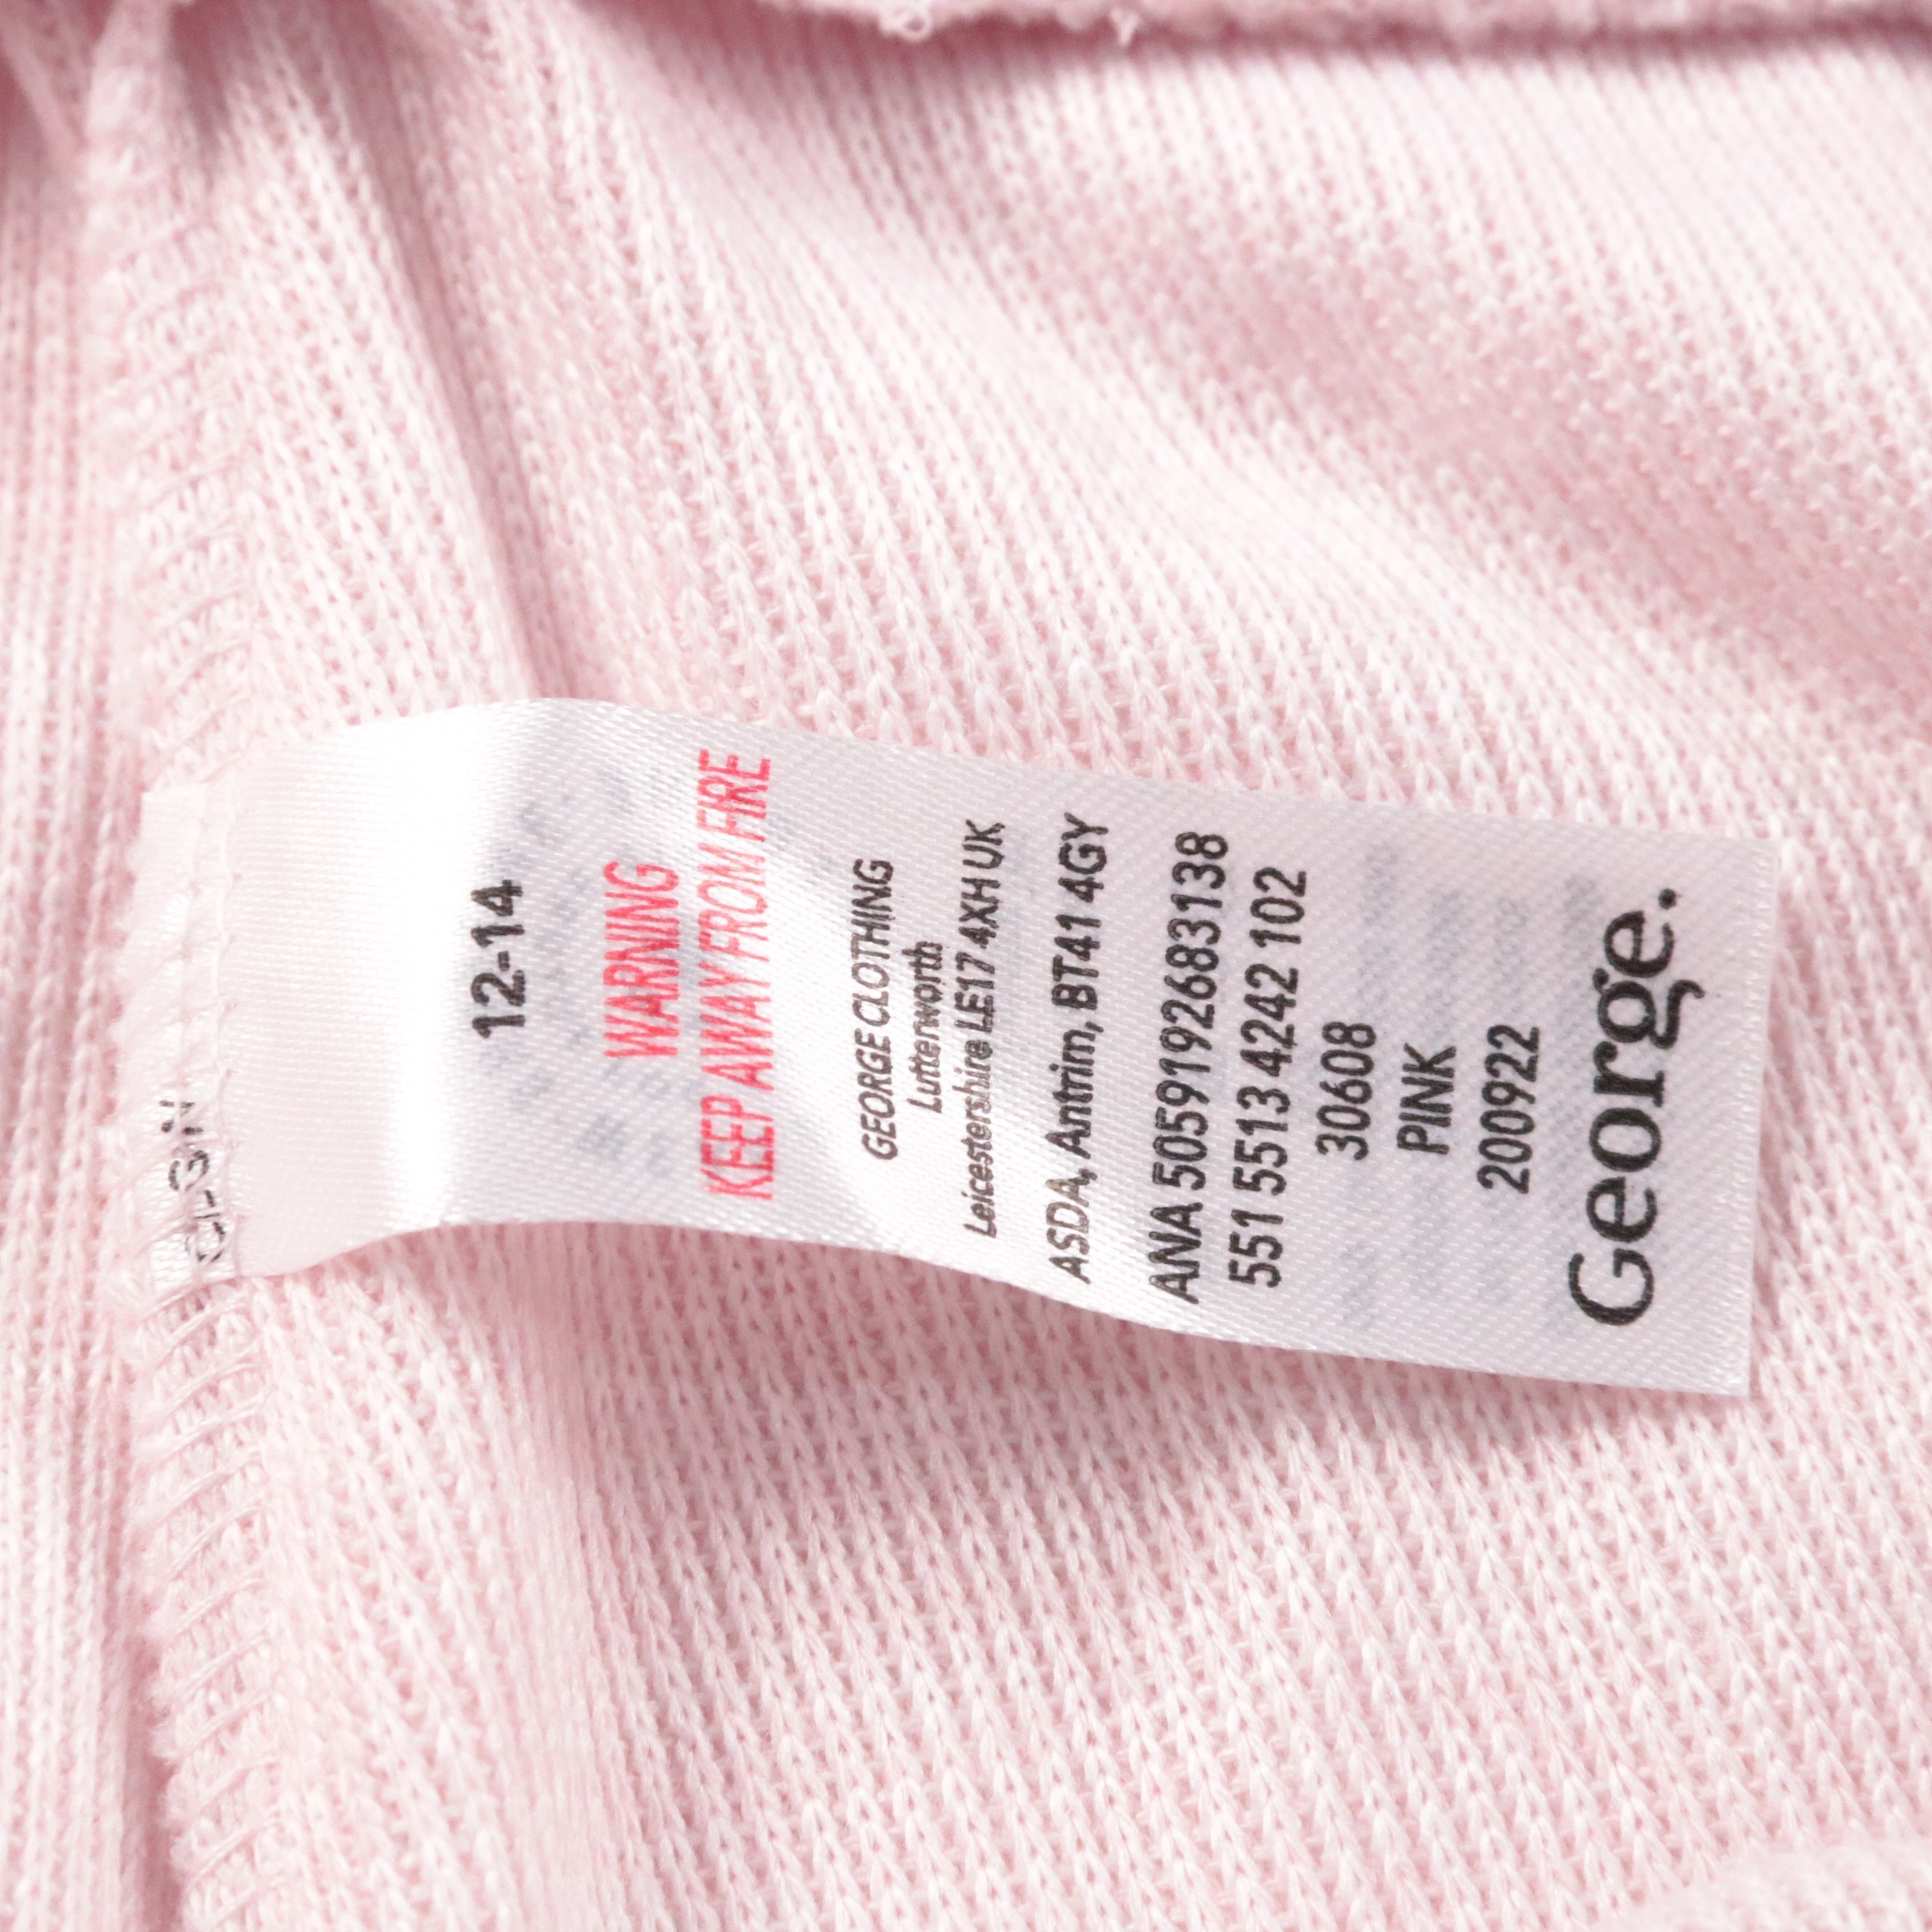 12-14
WARNING
KEEP AWAY FROM FIRE
GEORGE CLOTHING
Lutterworth
Leicestershire LE17 4XH UK
ASDA, Antrim, BT41 4GY
ANA 5059192683138
551 5513 4242 102
30608
PINK
200922
George.